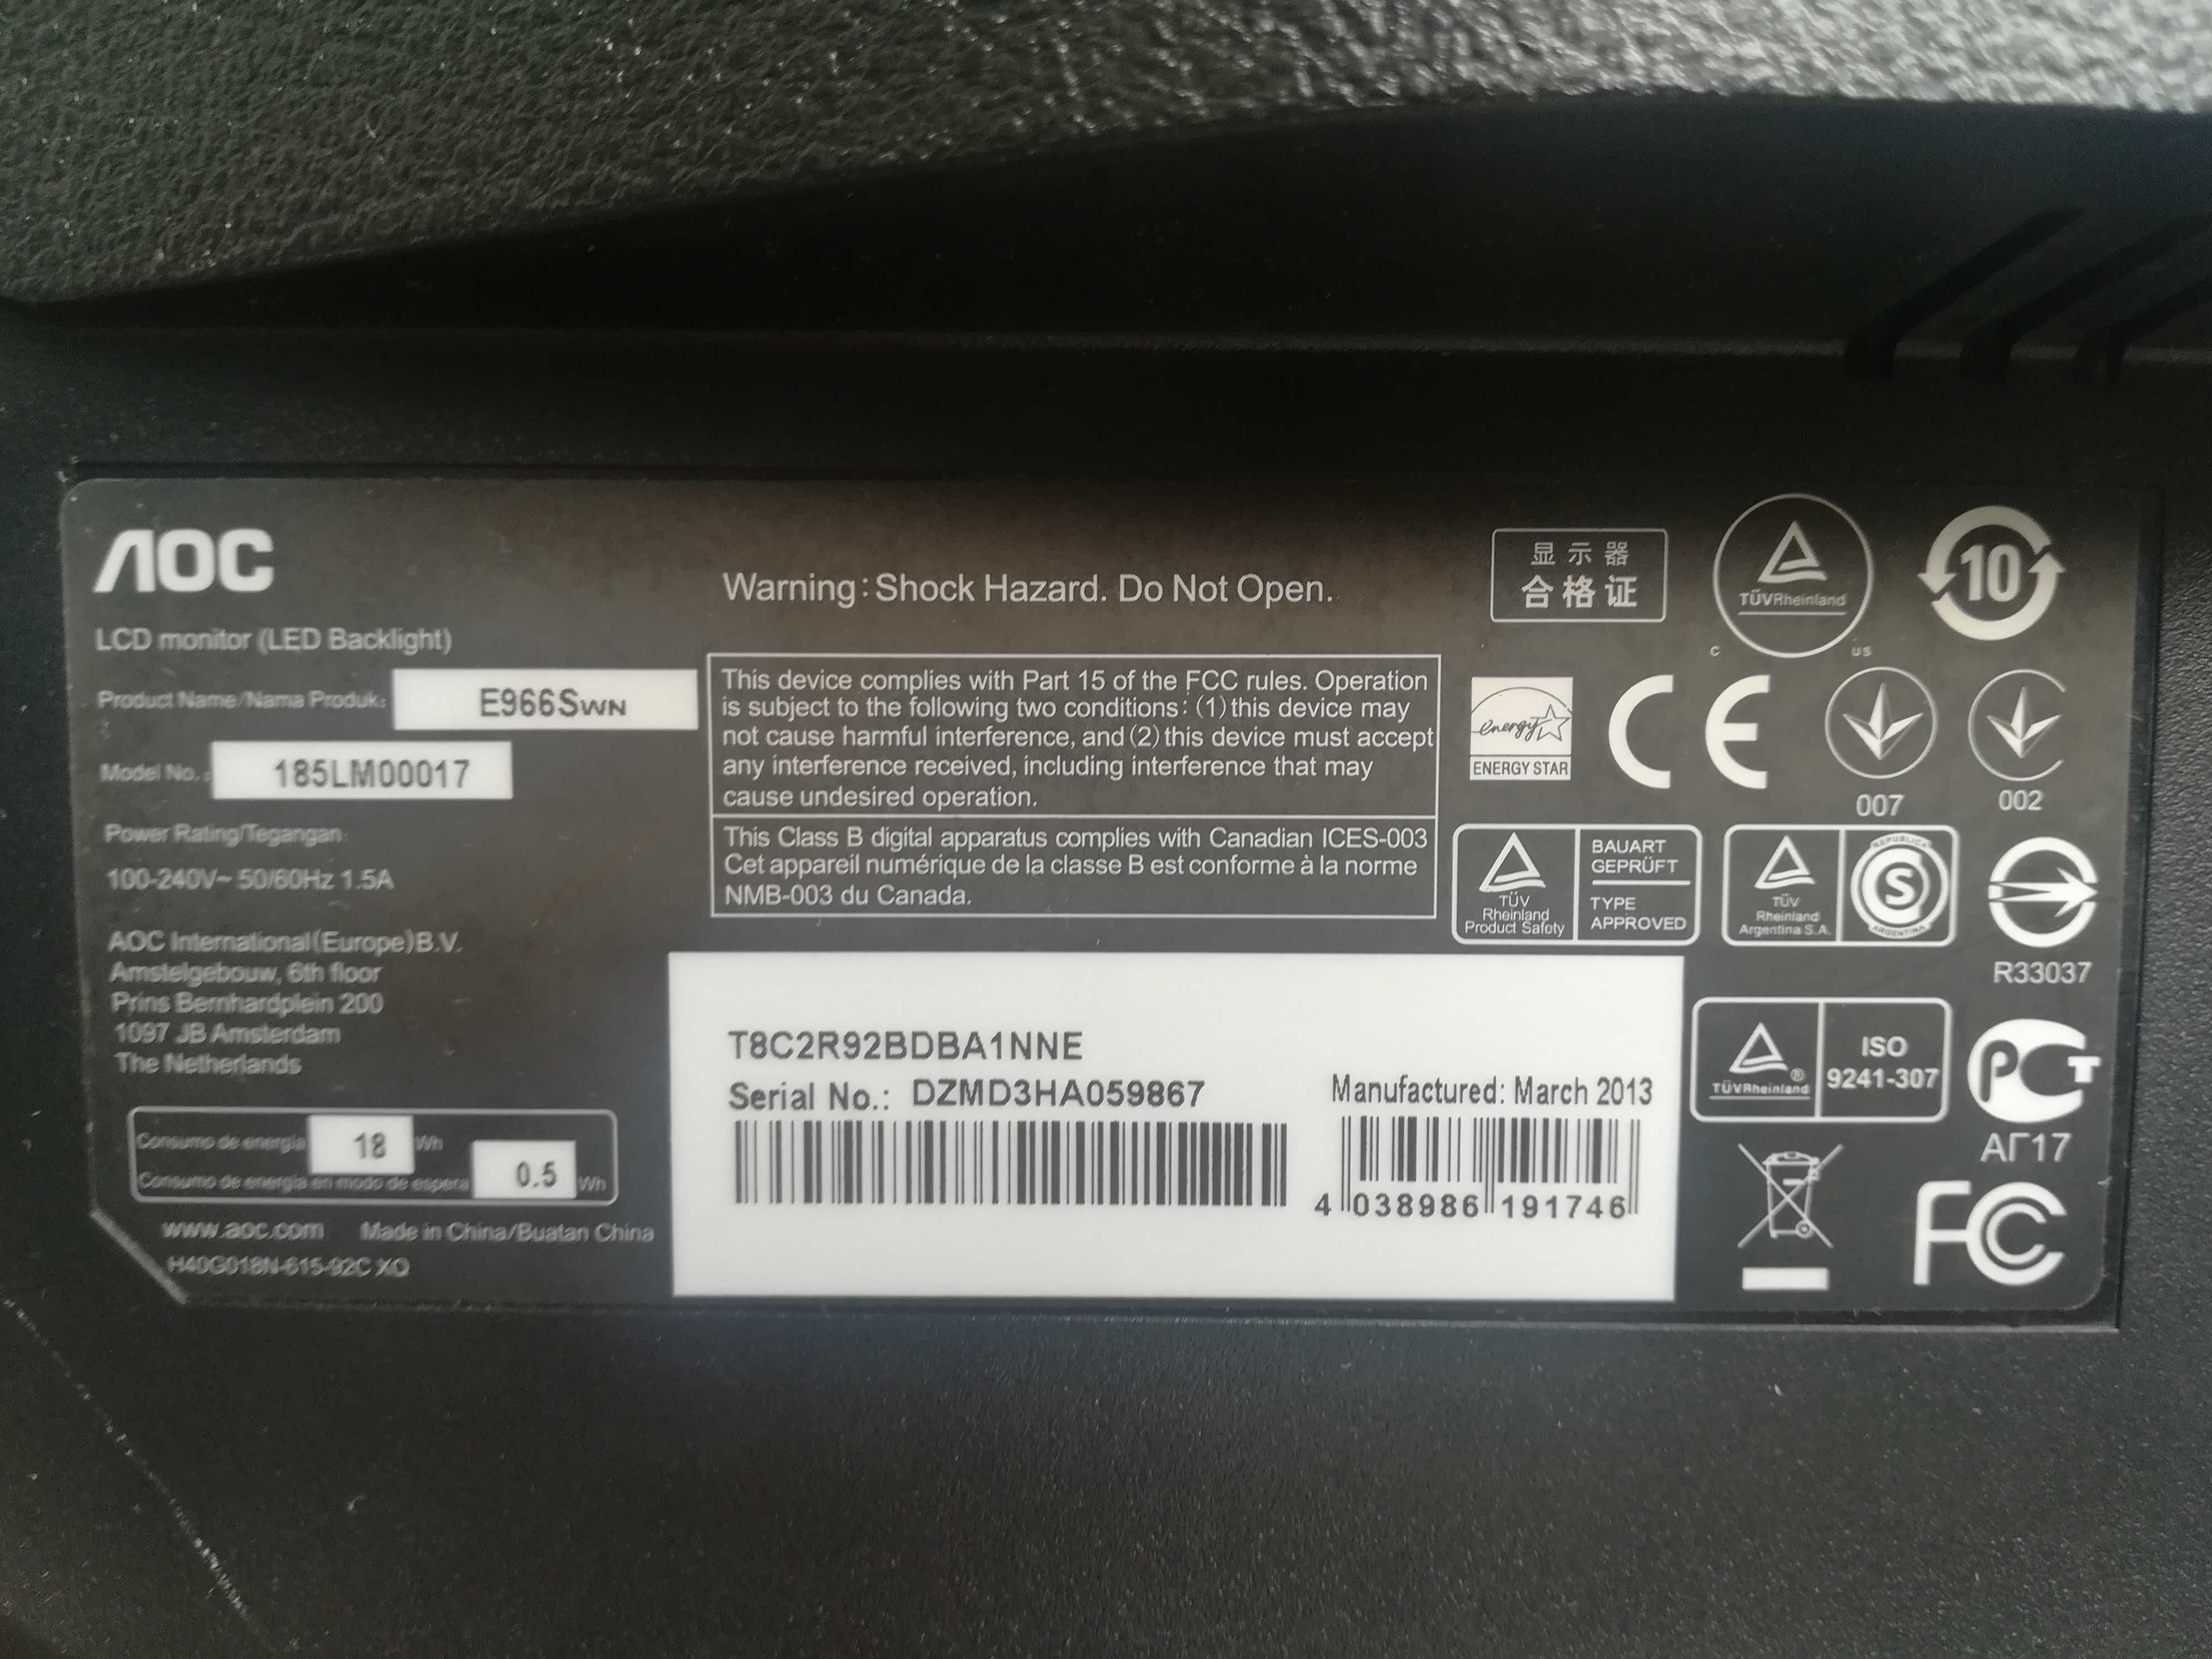 AOC
LCD monitor (LED Backlight)
Product Name/Nama Produk: E966SWN
Model No.: 185LM00017
Power Rating/Tegangan:
100-240V~ 50/60Hz 1.5A
AOC International(Europe)B.V.
Amstelgebouw, 6th floor
Prins Bernhardplein 200
1097 JB Amsterdam
The Netherlands
Consumo de energía 18 Wh
Consumo de energía en modo de espera 0.5 Wh
www.aoc.com Made in China/Buatan China
H40G018N-615-92C XQ
Warning: Shock Hazard. Do Not Open.
This device complies with Part 15 of the FCC rules. Operation
is subject to the following two conditions: (1) this device may
not cause harmful interference, and (2) this device must accept
any interference received, including interference that may
cause undesired operation.
This Class B digital apparatus complies with Canadian ICES-003
Cet appareil numérique de la classe B est conforme à la norme
NMB-003 du Canada.
T8C2R92BDBA1NNE
Serial No.: DZMD3HA059867
Manufactured: March 2013
4 038986 191746
显示器
合格证
TÜVRheinland
C US
10
energy
ENERGY STAR
CE
007
002
TÜV
Rheinland
Product Safety
BAUART
GEPRÜFT
TYPE
APPROVED
TÜV
Rheinland
Argentina S.A.
REPUBLICA
S
ARGENTINA
R33037
TÜVRheinland®
ISO
9241-307
РСТ
АГ17
FC